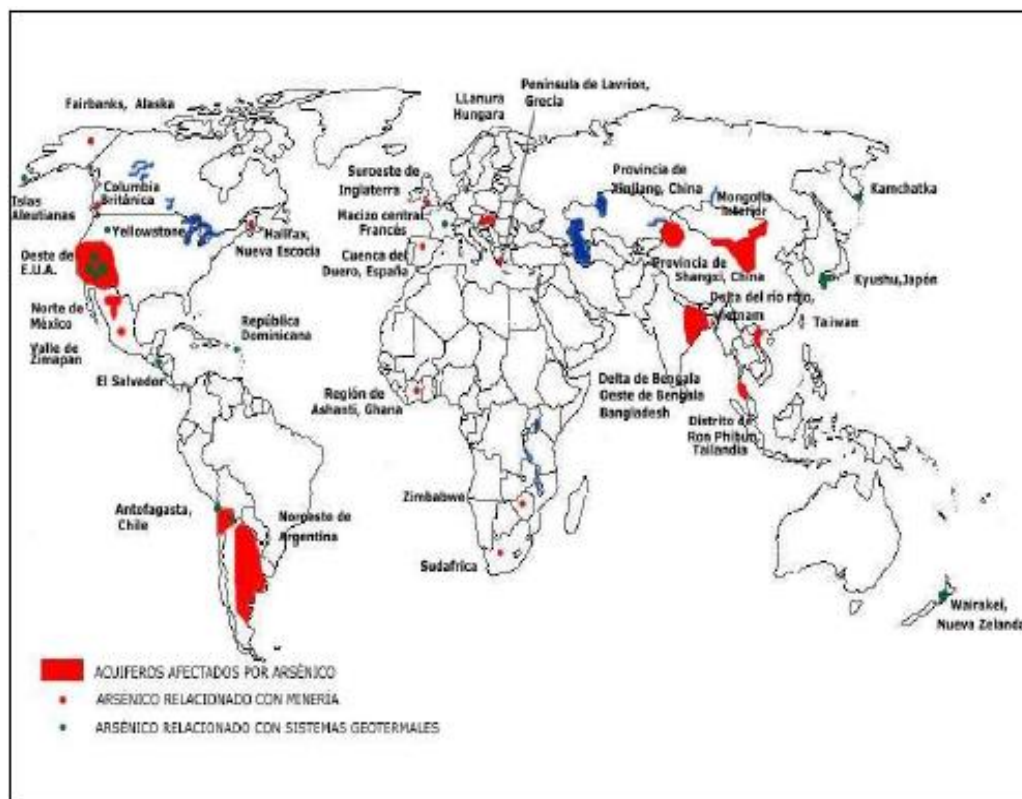 Fairbanks, Alaska
Islas
Aleutianas
Columbia
Británica
Yellowstone
Halifax,
Nueva Escocia
Oeste de
E.U.A.
Norte de
México
Valle de
Zimapan
El Salvador
República
Dominicana
Antofagasta,
Chile
Noroeste de
Argentina
Península de Lavrion,
Grecia
LLanura
Hungara
Suroeste de
Inglaterra
Macizo central
Francés
Cuenca del
Duero, España
Región de
Ashanti, Ghana
Zimbabwe
Sudafrica
Provincia de
Xinjiang, China
Mongolia
Interior
Provincia de
Shangxi, China
Kamchatka
Kyushu,Japón
Delta del río rojo,
Vietnam
Taiwan
Delta de Bengala
Oeste de Bengala
Bangladesh
Distrito de
Ron Phibun
Tailandia
Wairakei,
Nueva Zelanda
ACUIFEROS AFECTADOS POR ARSÉNICO
ARSENICO RELACIONADO CON MINERÍA
ARSÉNICO RELACIONADO CON SISTEMAS GEOTERMALES